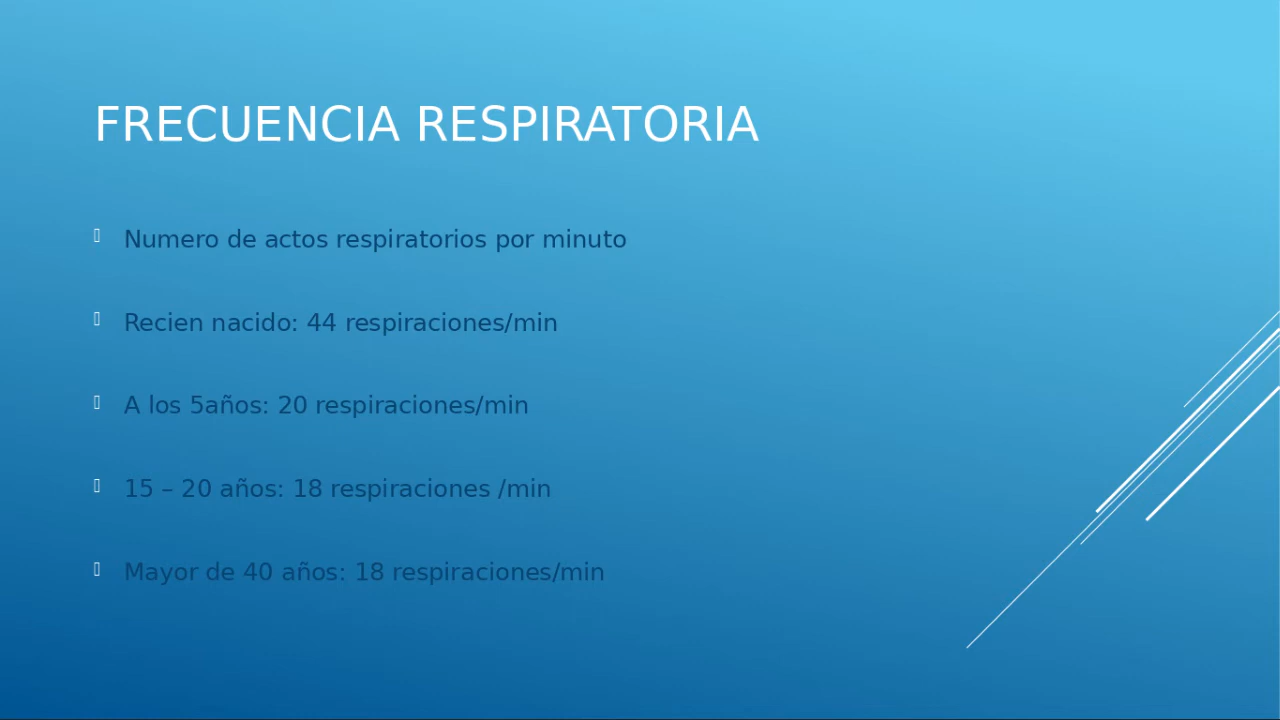 FRECUENCIA RESPIRATORIA
Numero de actos respiratorios por minuto
Recien nacido: 44 respiraciones/min
A los 5años: 20 respiraciones/min
15 – 20 años: 18 respiraciones /min
Mayor de 40 años: 18 respiraciones/min